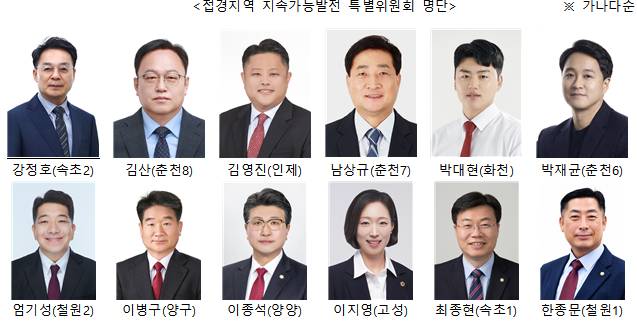 <접경지역 지속가능발전 특별위원회 명단> ※ 가나다순
강정호(속초2) 김산(춘천8) 김영진(인제) 남상규(춘천7) 박대현(화천) 박재균(춘천6)
엄기성(철원2) 이병구(양구) 이종석(양양) 이지영(고성) 최종현(속초1) 한종문(철원1)